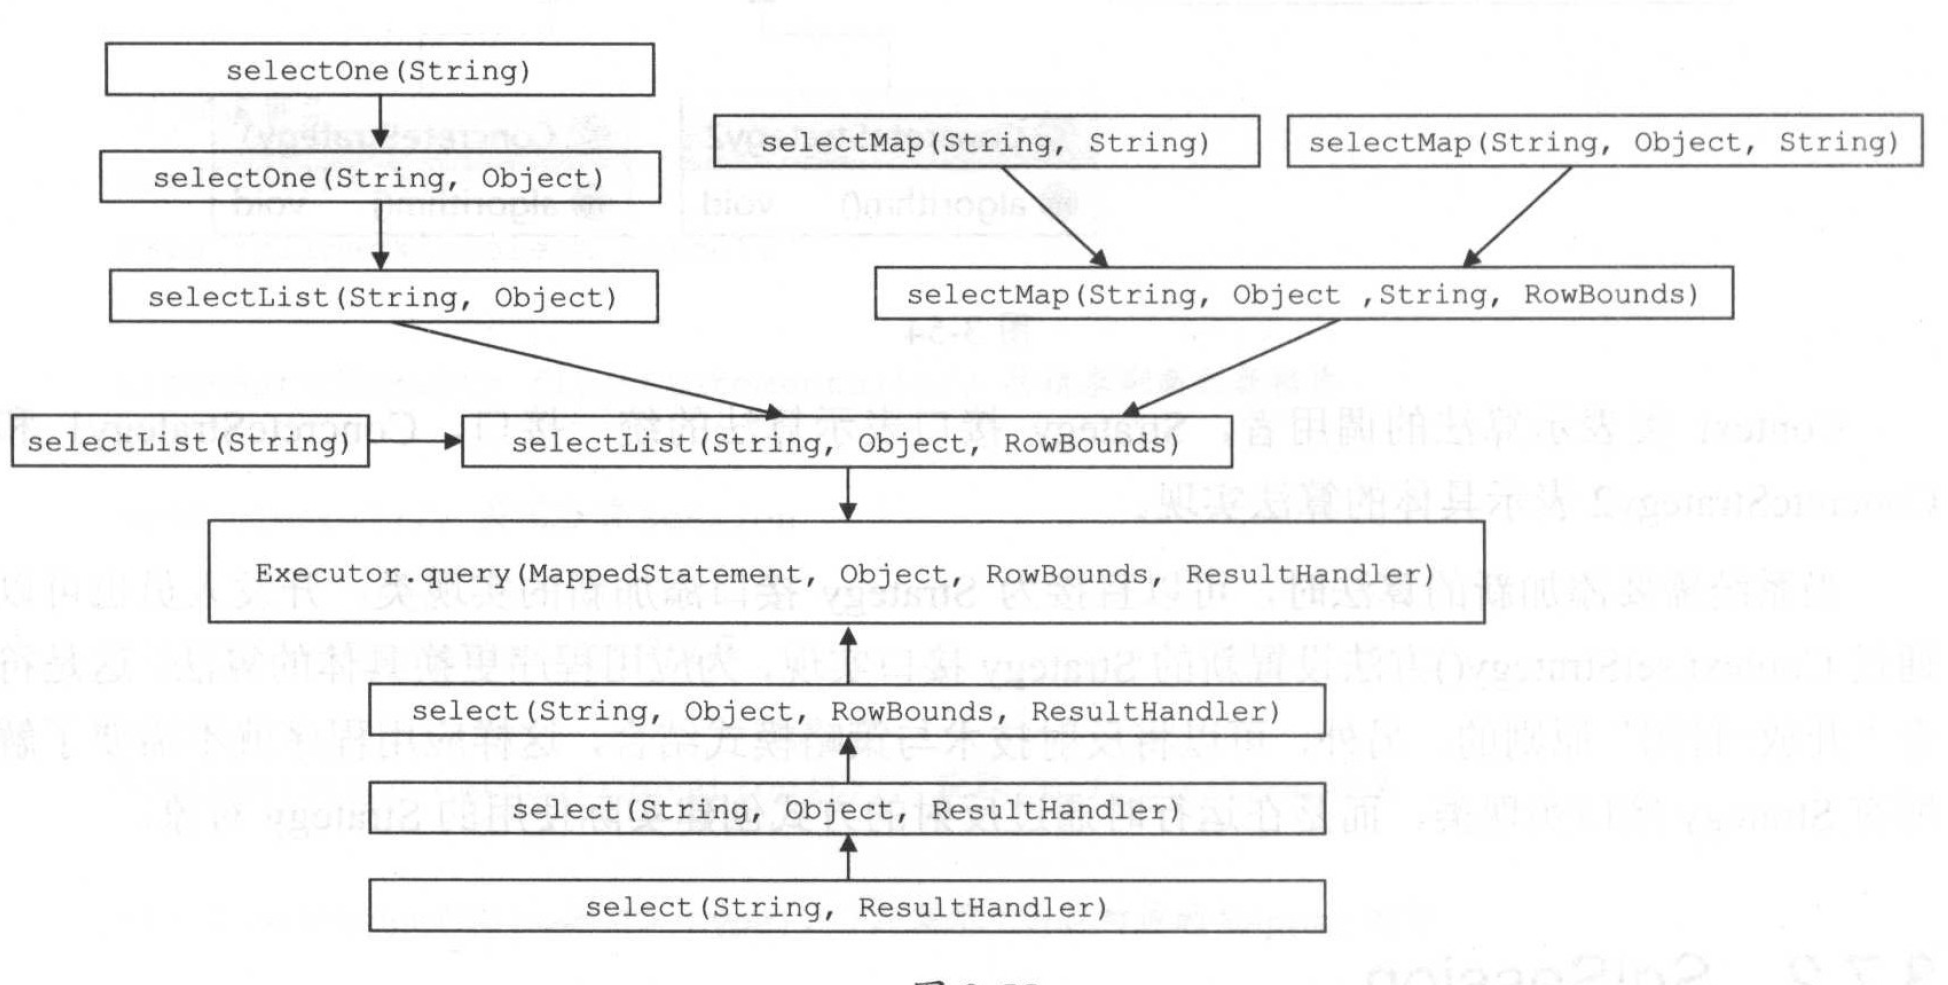 selectOne(String)
selectOne(String, Object)
selectMap(String, String)
selectMap(String, Object, String)
selectList(String, Object)
selectMap(String, Object ,String, RowBounds)
selectList(String)
selectList(String, Object, RowBounds)
Executor.query(MappedStatement, Object, RowBounds, ResultHandler)
select(String, Object, RowBounds, ResultHandler)
select(String, Object, ResultHandler)
select(String, ResultHandler)